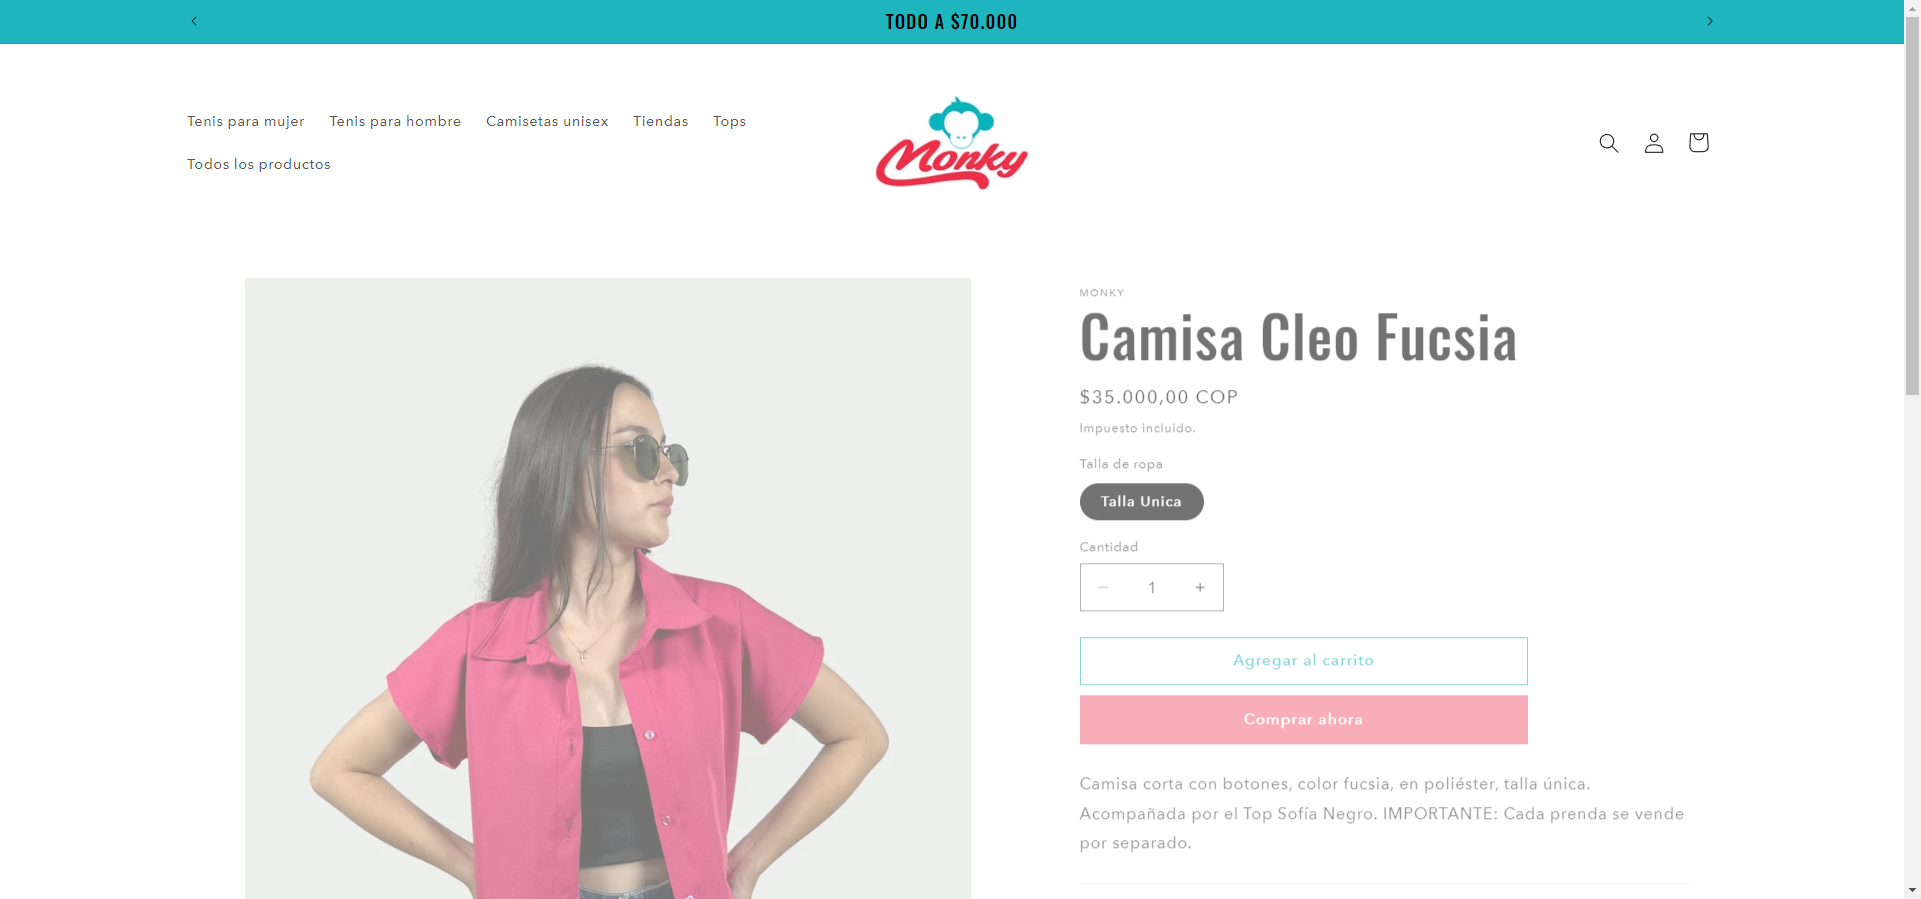 TODO A $70.000
Tenis para mujer
Tenis para hombre
Camisetas unisex
Tiendas
Tops
Todos los productos
Monky
MONKY
Camisa Cleo Fucsia
$35.000,00 COP
Impuesto incluido.
Talla de ropa
Talla Unica
Cantidad
− 1 +
Agregar al carrito
Comprar ahora
Camisa corta con botones, color fucsia, en poliéster, talla única.
Acompañada por el Top Sofía Negro. IMPORTANTE: Cada prenda se vende
por separado.